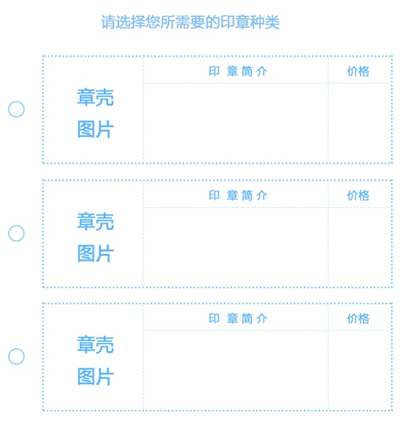 请选择您所需要的印章种类
印 章 简 介 价格
章壳
图片
印 章 简 介 价格
章壳
图片
印 章 简 介 价格
章壳
图片